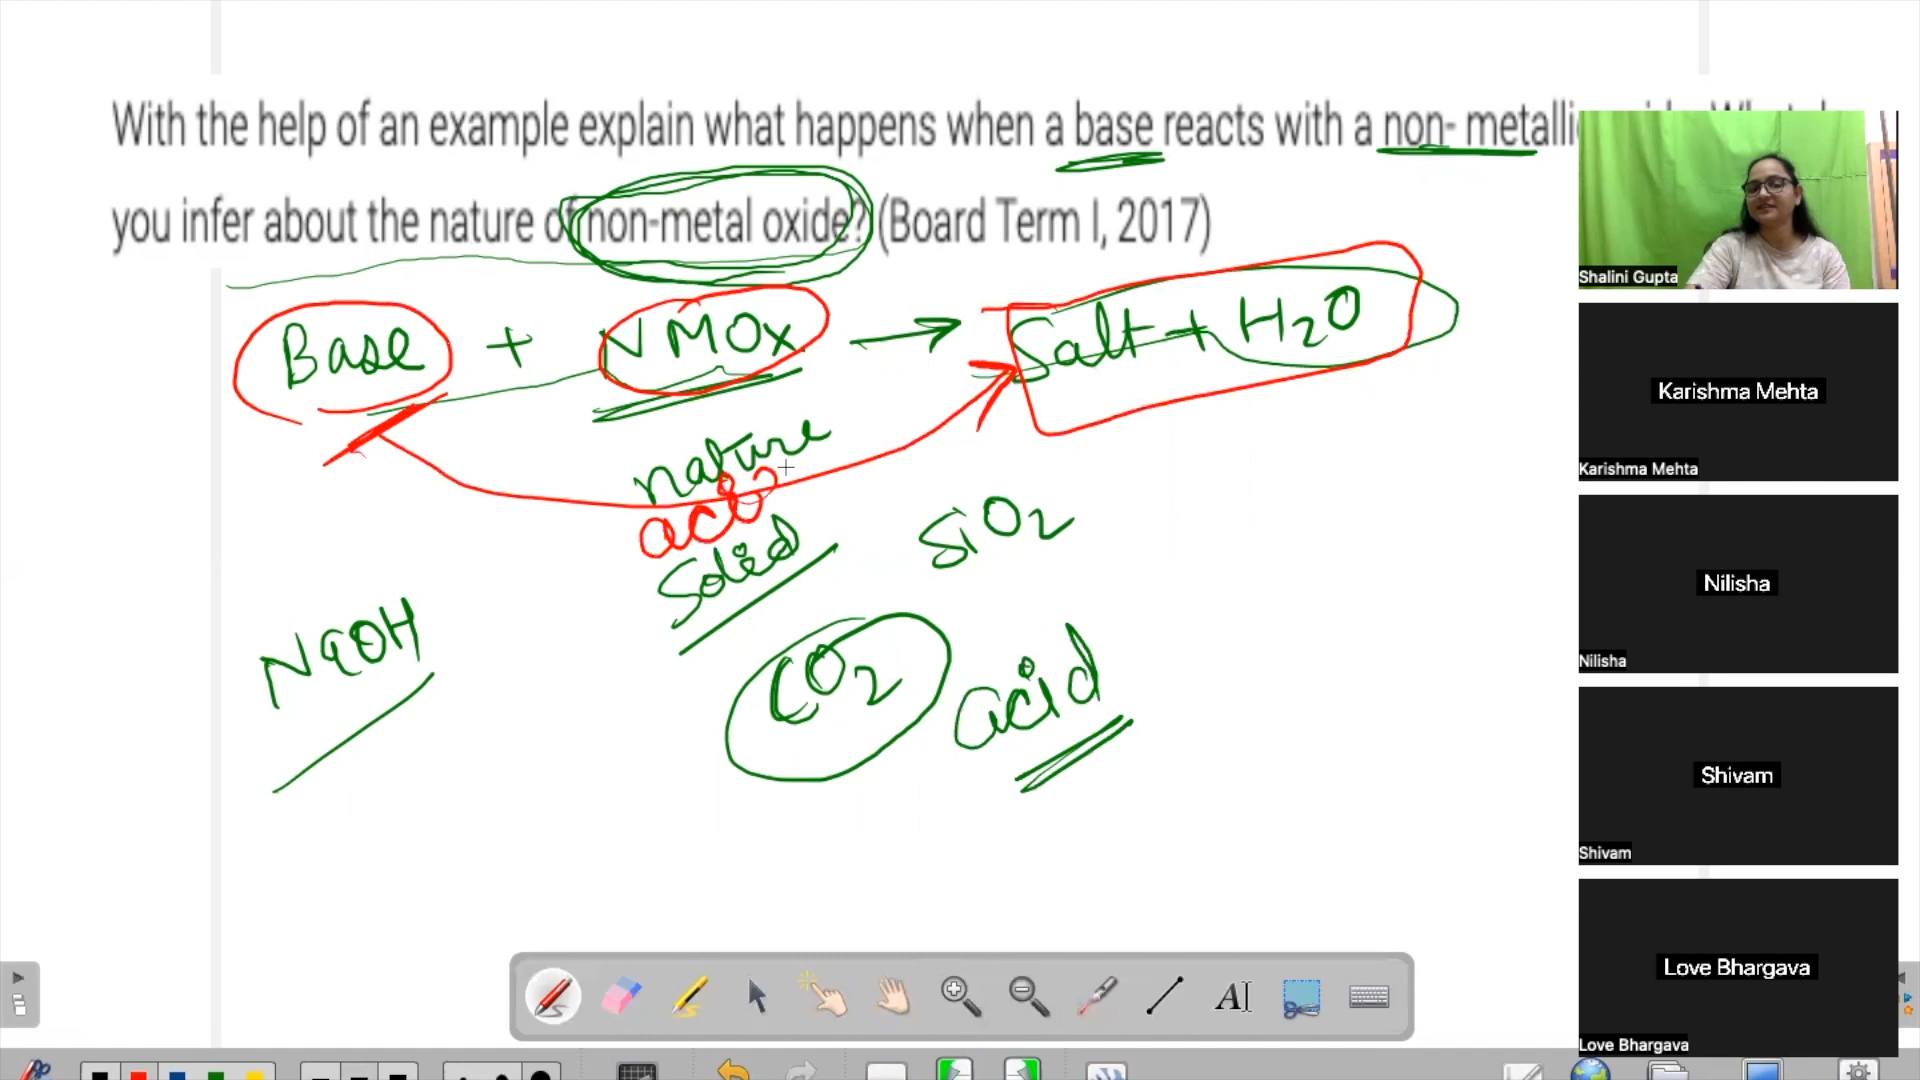 With the help of an example explain what happens when a base reacts with a non- metalli
you infer about the nature of non-metal oxide? (Board Term I, 2017)
Base + NMOx → Salt + H2O
nature
Solid
SiO2
NaOH
CO2
acid
Shalini Gupta
Karishma Mehta
Karishma Mehta
Nilisha
Nilisha
Shivam
Shivam
Love Bhargava
Love Bhargava
AI